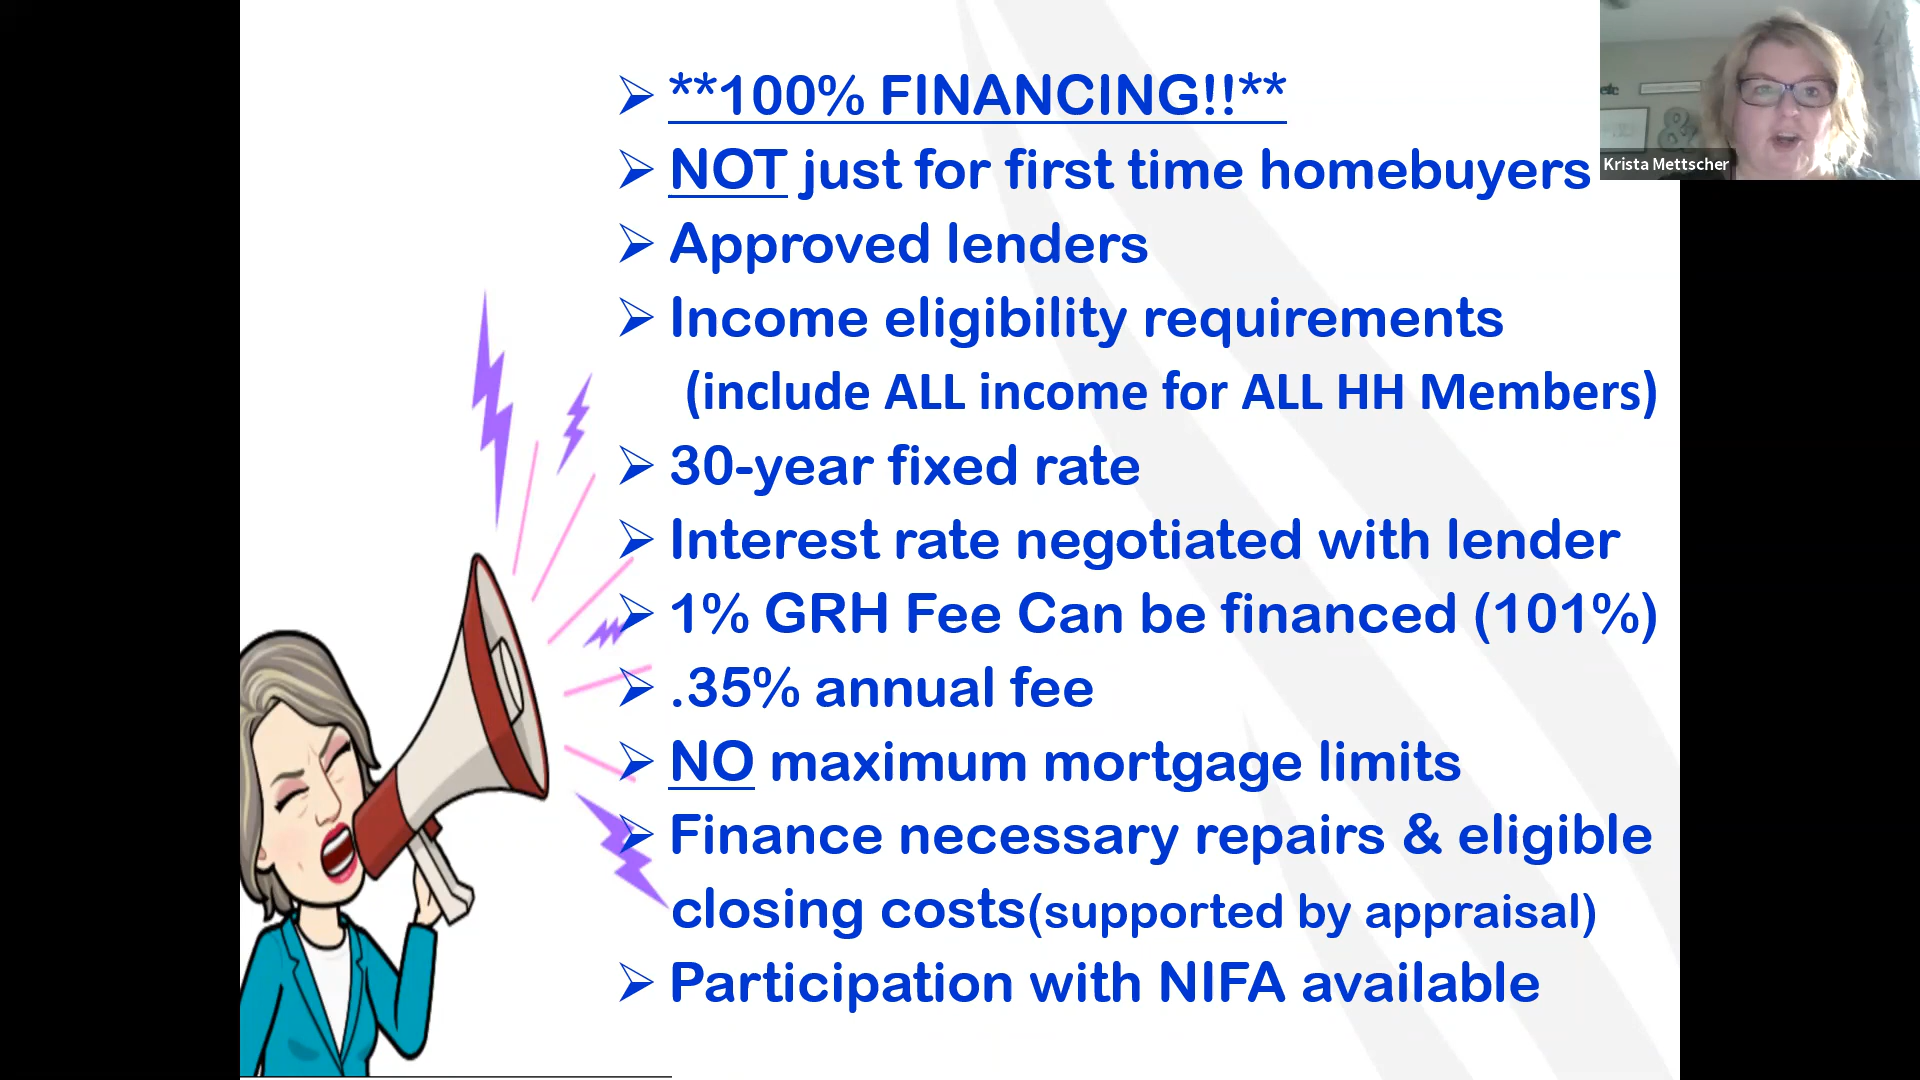 **100% FINANCING!!**
NOT just for first time homebuyers
Krista Mettscher
Approved lenders
Income eligibility requirements
(include ALL income for ALL HH Members)
30-year fixed rate
Interest rate negotiated with lender
1% GRH Fee Can be financed (101%)
.35% annual fee
NO maximum mortgage limits
Finance necessary repairs & eligible
closing costs(supported by appraisal)
Participation with NIFA available